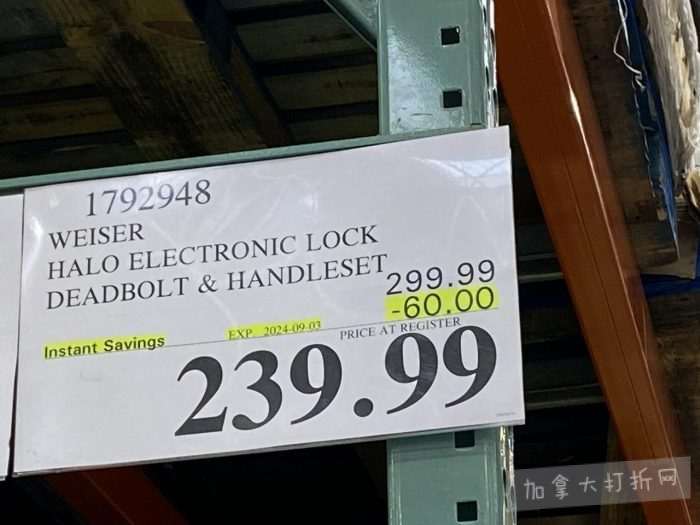 1792948
WEISER
HALO ELECTRONIC LOCK
DEADBOLT & HANDLESET
299.99
-60.00
Instant Savings
EXP. 2024-09-03
PRICE AT REGISTER
239.99
加拿大打折网